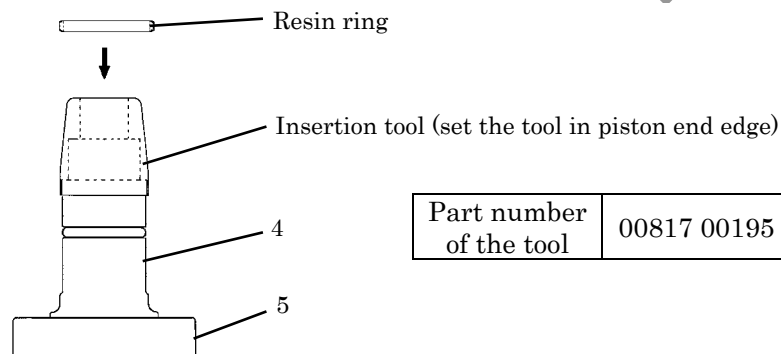 Resin ring
Insertion tool (set the tool in piston end edge)
4
Part number
of the tool
00817 00195
5